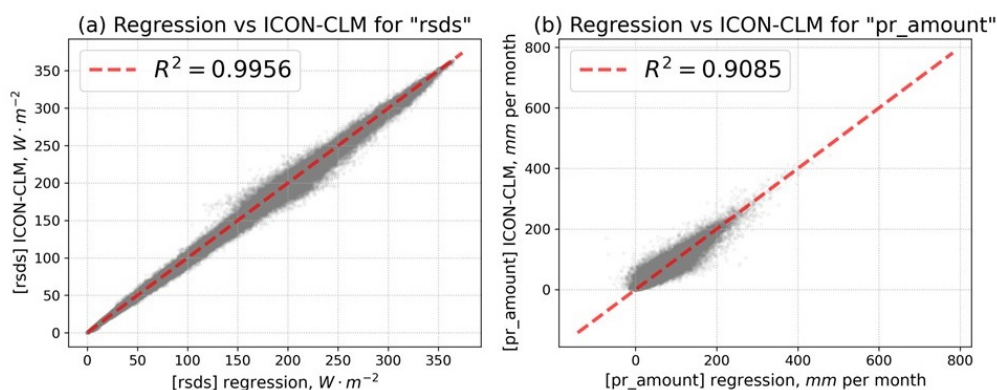 (a) Regression vs ICON-CLM for "rsds"
R² = 0.9956
[rsds] ICON-CLM, W · m⁻²
350
300
250
200
150
100
50
0
0 50 100 150 200 250 300 350
[rsds] regression, W · m⁻²
(b) Regression vs ICON-CLM for "pr_amount"
R² = 0.9085
[pr_amount] ICON-CLM, mm per month
800
600
400
200
0
0 200 400 600 800
[pr_amount] regression, mm per month